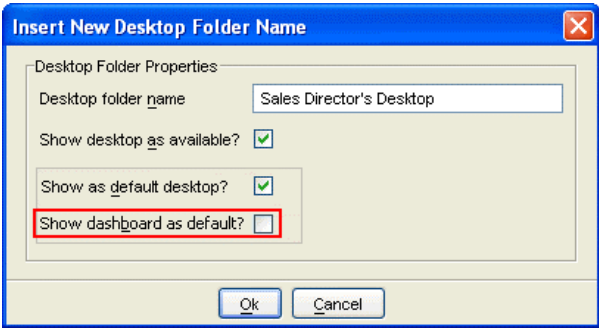 Insert New Desktop Folder Name
Desktop Folder Properties
Desktop folder name Sales Director's Desktop
Show desktop as available?
Show as default desktop?
Show dashboard as default?
Ok Cancel